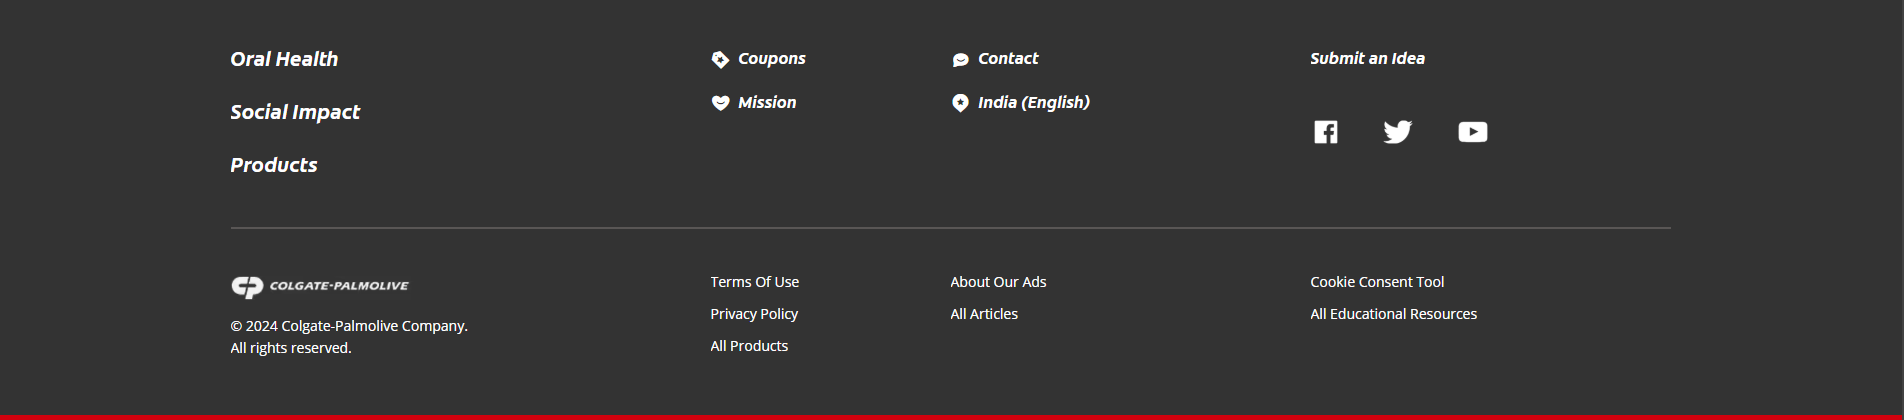 Oral Health
Social Impact
Products
Coupons
Mission
Contact
India (English)
Submit an Idea
COLGATE-PALMOLIVE
© 2024 Colgate-Palmolive Company.
All rights reserved.
Terms Of Use
Privacy Policy
All Products
About Our Ads
All Articles
Cookie Consent Tool
All Educational Resources